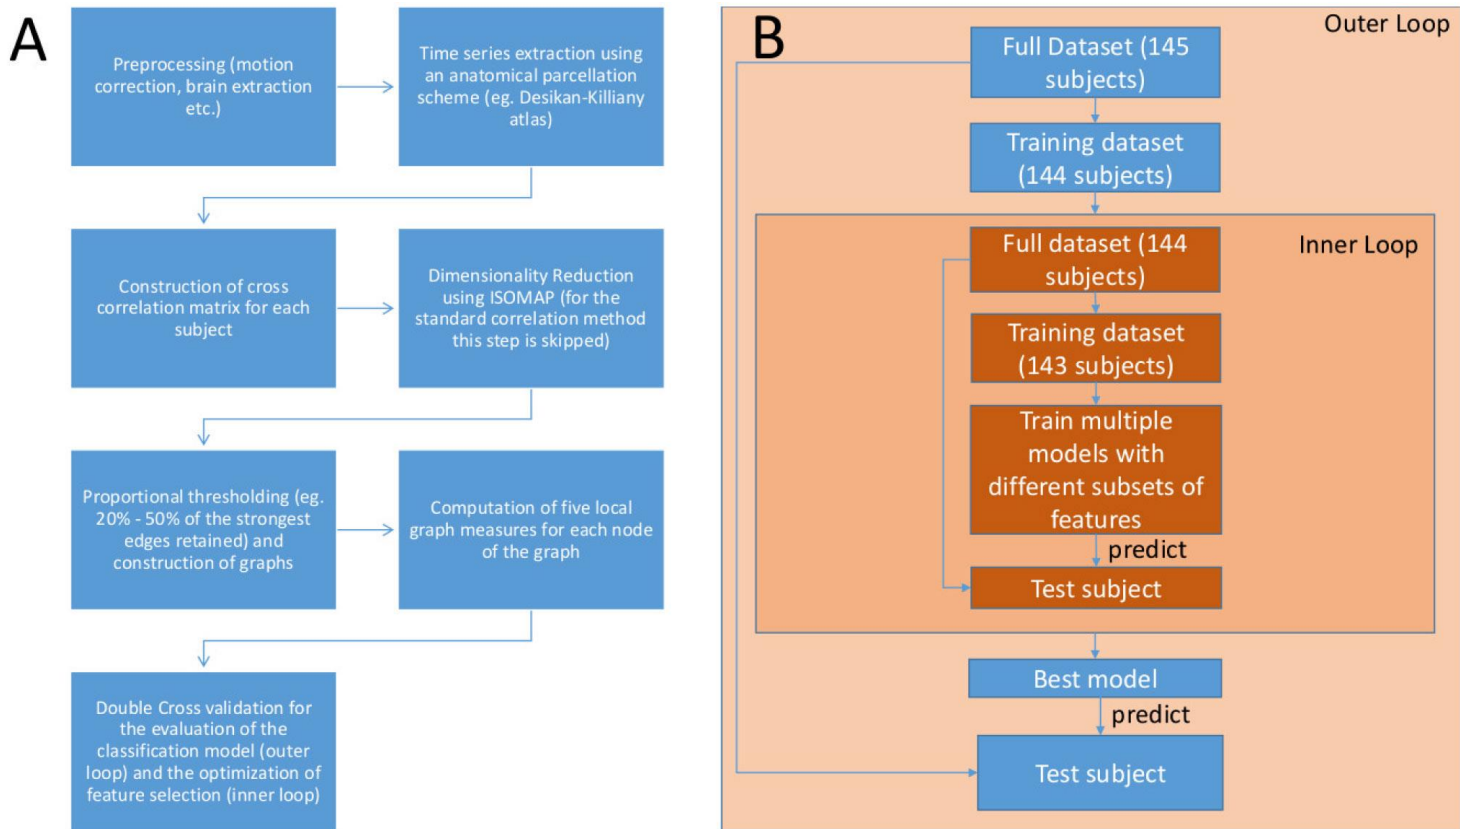 A
Preprocessing (motion
correction, brain extraction
etc.)
Time series extraction using
an anatomical parcellation
scheme (eg. Desikan-Killiany
atlas)
Construction of cross
correlation matrix for each
subject
Dimensionality Reduction
using ISOMAP (for the
standard correlation method
this step is skipped)
Proportional thresholding (eg.
20% - 50% of the strongest
edges retained) and
construction of graphs
Computation of five local
graph measures for each node
of the graph
Double Cross validation for
the evaluation of the
classification model (outer
loop) and the optimization of
feature selection (inner loop)
B
Outer Loop
Full Dataset (145
subjects)
Training dataset
(144 subjects)
Inner Loop
Full dataset (144
subjects)
Training dataset
(143 subjects)
Train multiple
models with
different subsets of
features
predict
Test subject
Best model
predict
Test subject